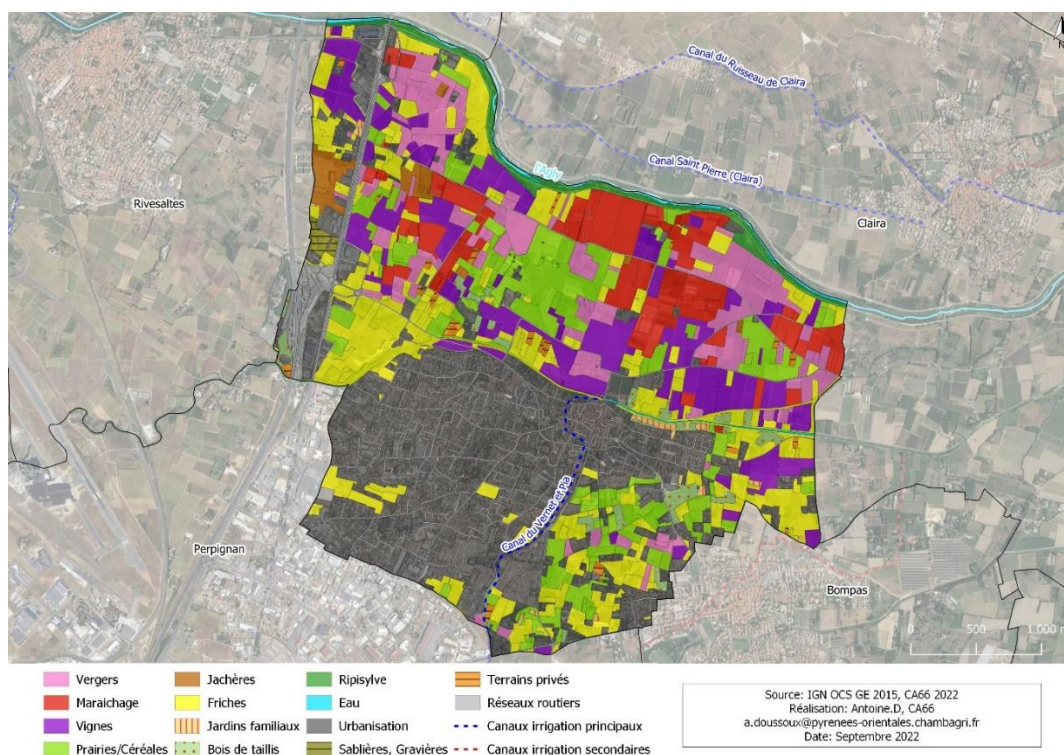 Canal du Ruisseau de Claira
Canal Saint Pierre (Claira)
l'Agly
Rivesaltes
Claira
Canal du Vernet et Pia
Perpignan
Bompas
0 500 1 000 m
Vergers
Maraichage
Vignes
Prairies/Céréales
Jachères
Friches
Jardins familiaux
Bois de taillis
Ripisylve
Eau
Urbanisation
Sablières, Gravières
Terrains privés
Réseaux routiers
Canaux irrigation principaux
Canaux irrigation secondaires
Source: IGN OCS GE 2015, CA66 2022
Réalisation: Antoine.D, CA66
a.doussoux@pyrenees-orientales.chambagri.fr
Date: Septembre 2022